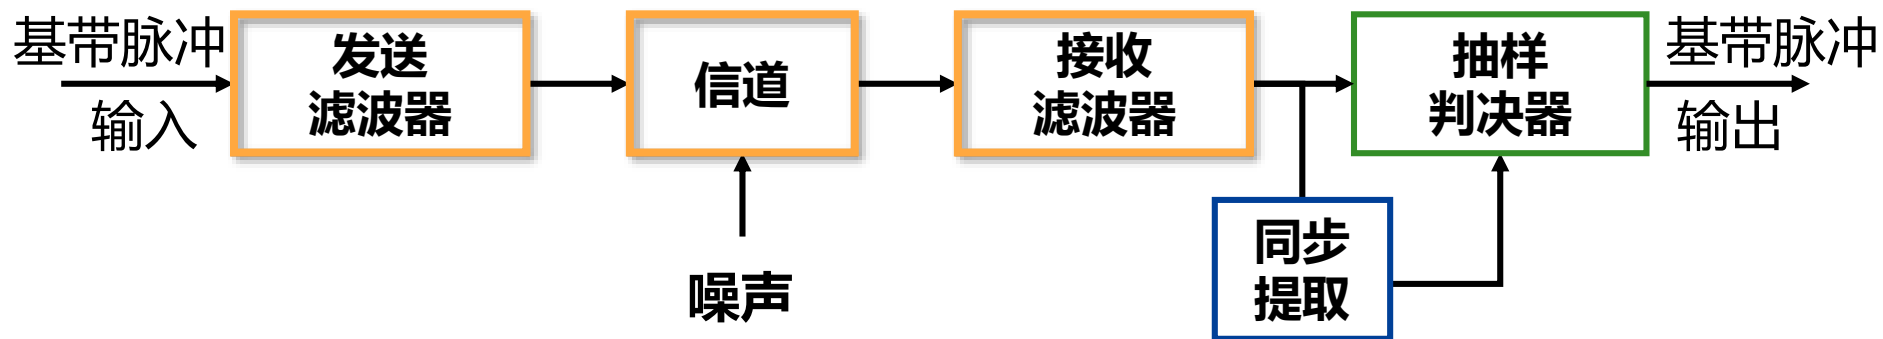 基带脉冲
输入
发送
滤波器
信道
噪声
接收
滤波器
同步
提取
抽样
判决器
基带脉冲
输出